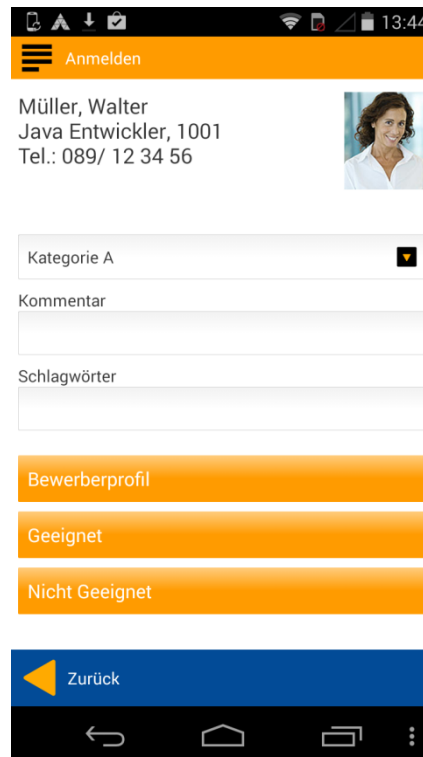 13:44
Anmelden
Müller, Walter
Java Entwickler, 1001
Tel.: 089/ 12 34 56
Kategorie A
Kommentar
Schlagwörter
Bewerberprofil
Geeignet
Nicht Geeignet
Zurück